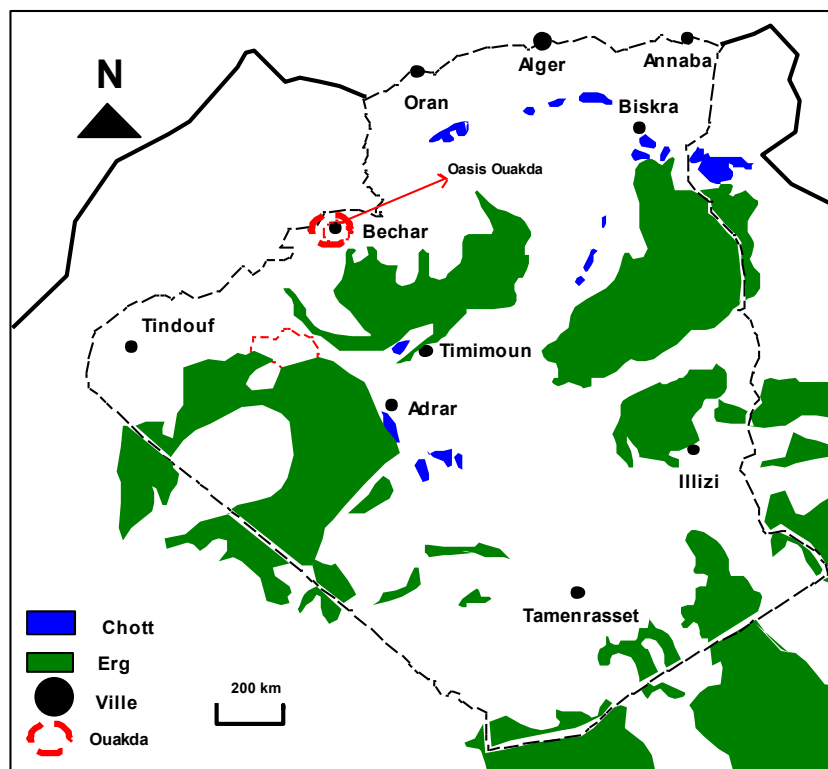 N
Alger
Annaba
Oran
Biskra
Oasis Ouakda
Bechar
Tindouf
Timimoun
Adrar
Illizi
Tamenrasset
Chott
Erg
Ville
Ouakda
200 km